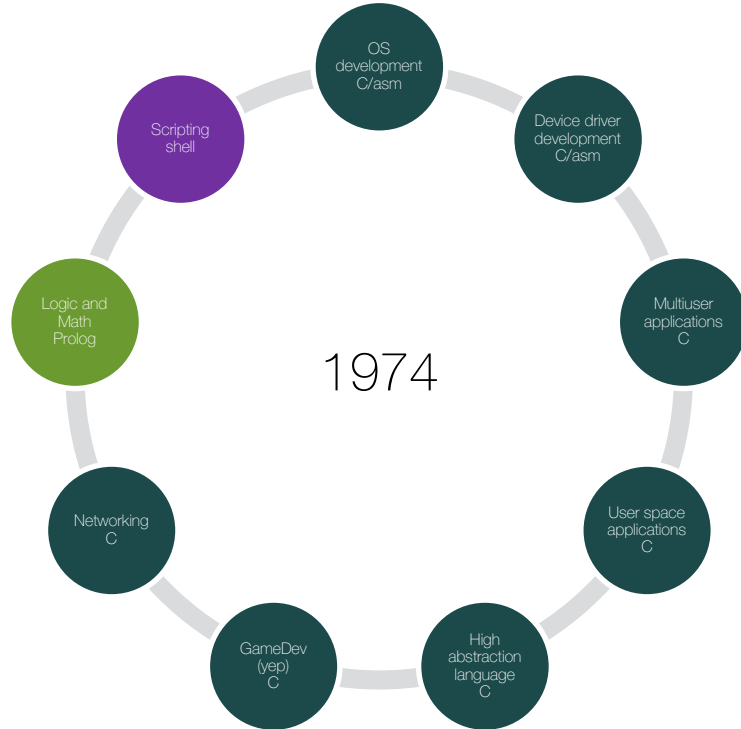 OS
development
C/asm
Device driver
development
C/asm
Multiuser
applications
C
User space
applications
C
High
abstraction
language
C
GameDev
(yep)
C
Networking
C
Logic and
Math
Prolog
Scripting
shell
1974